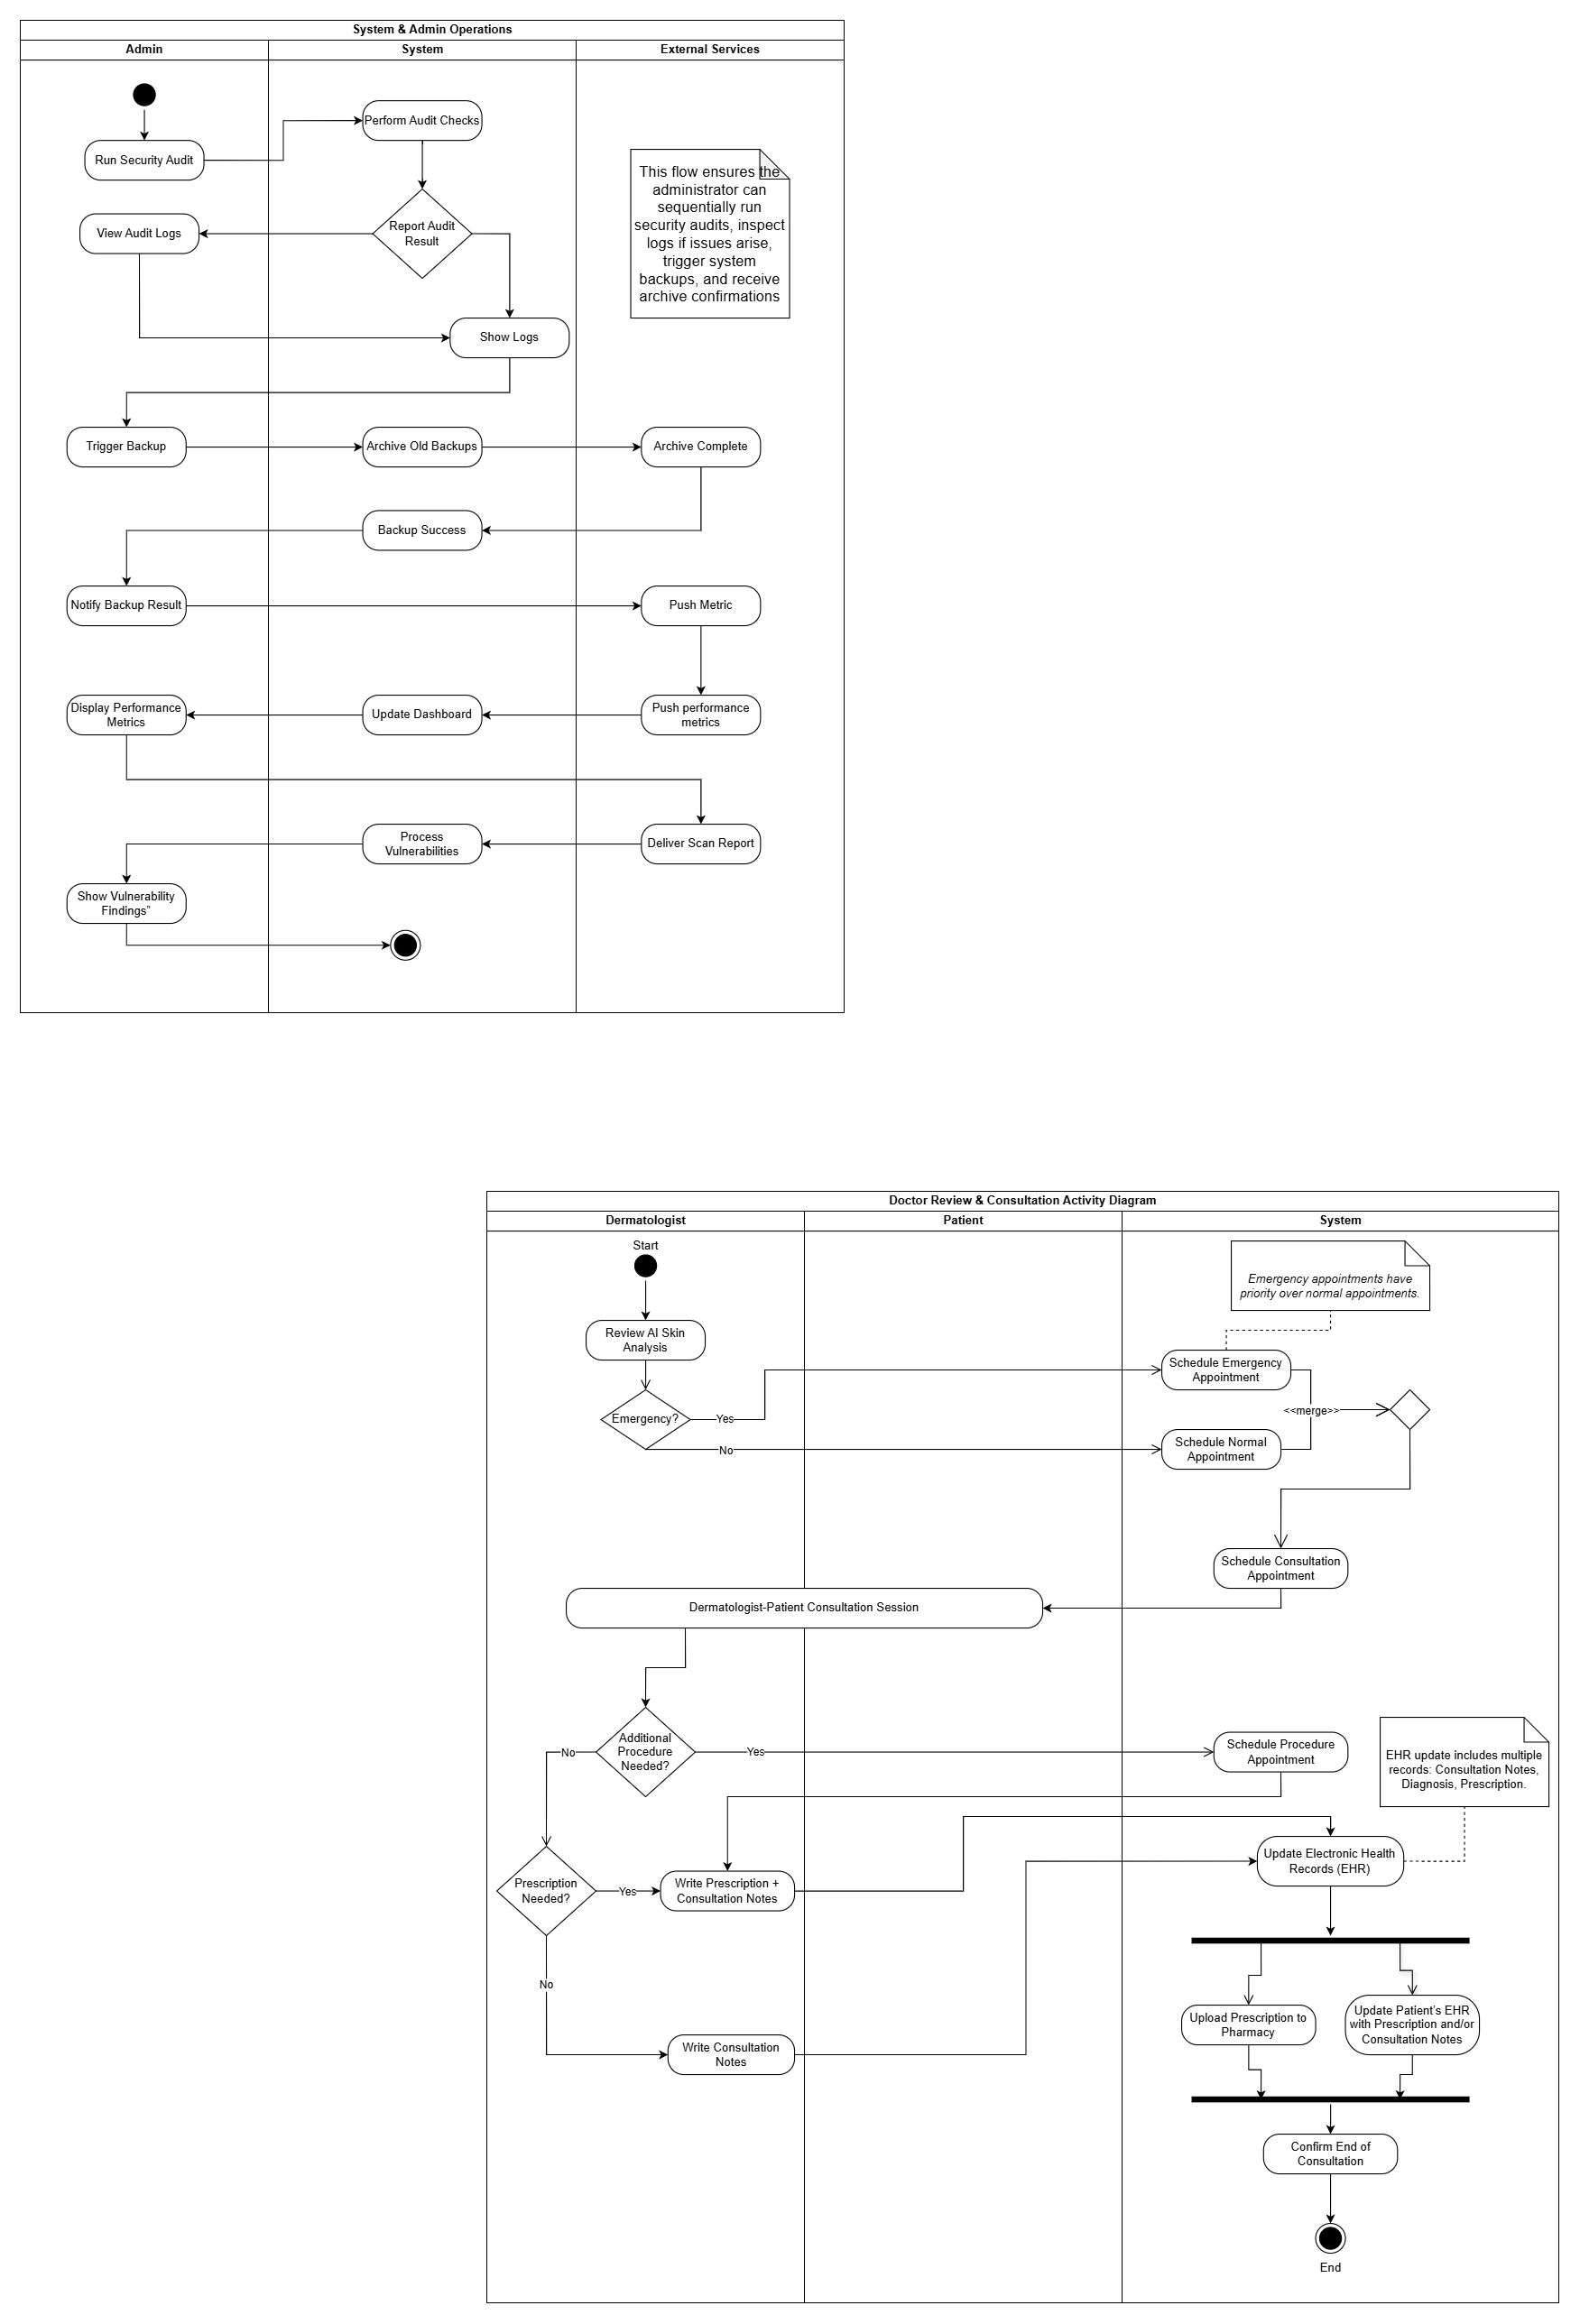 System & Admin Operations
Admin
System
External Services
Perform Audit Checks
Run Security Audit
This flow ensures the
administrator can
sequentially run
security audits, inspect
logs if issues arise,
trigger system
backups, and receive
archive confirmations
View Audit Logs
Report Audit
Result
Show Logs
Trigger Backup
Archive Old Backups
Archive Complete
Backup Success
Notify Backup Result
Push Metric
Display Performance
Metrics
Update Dashboard
Push performance
metrics
Process
Vulnerabilities
Deliver Scan Report
Show Vulnerability
Findings”
Doctor Review & Consultation Activity Diagram
Dermatologist
Patient
System
Start
Emergency appointments have
priority over normal appointments.
Review AI Skin
Analysis
Schedule Emergency
Appointment
Emergency?
Yes
<<merge>>
No
Schedule Normal
Appointment
Schedule Consultation
Appointment
Dermatologist-Patient Consultation Session
Additional
Procedure
Needed?
No
Yes
Schedule Procedure
Appointment
EHR update includes multiple
records: Consultation Notes,
Diagnosis, Prescription.
Update Electronic Health
Records (EHR)
Prescription
Needed?
Yes
Write Prescription +
Consultation Notes
No
Upload Prescription to
Pharmacy
Update Patient’s EHR
with Prescription and/or
Consultation Notes
Write Consultation
Notes
Confirm End of
Consultation
End